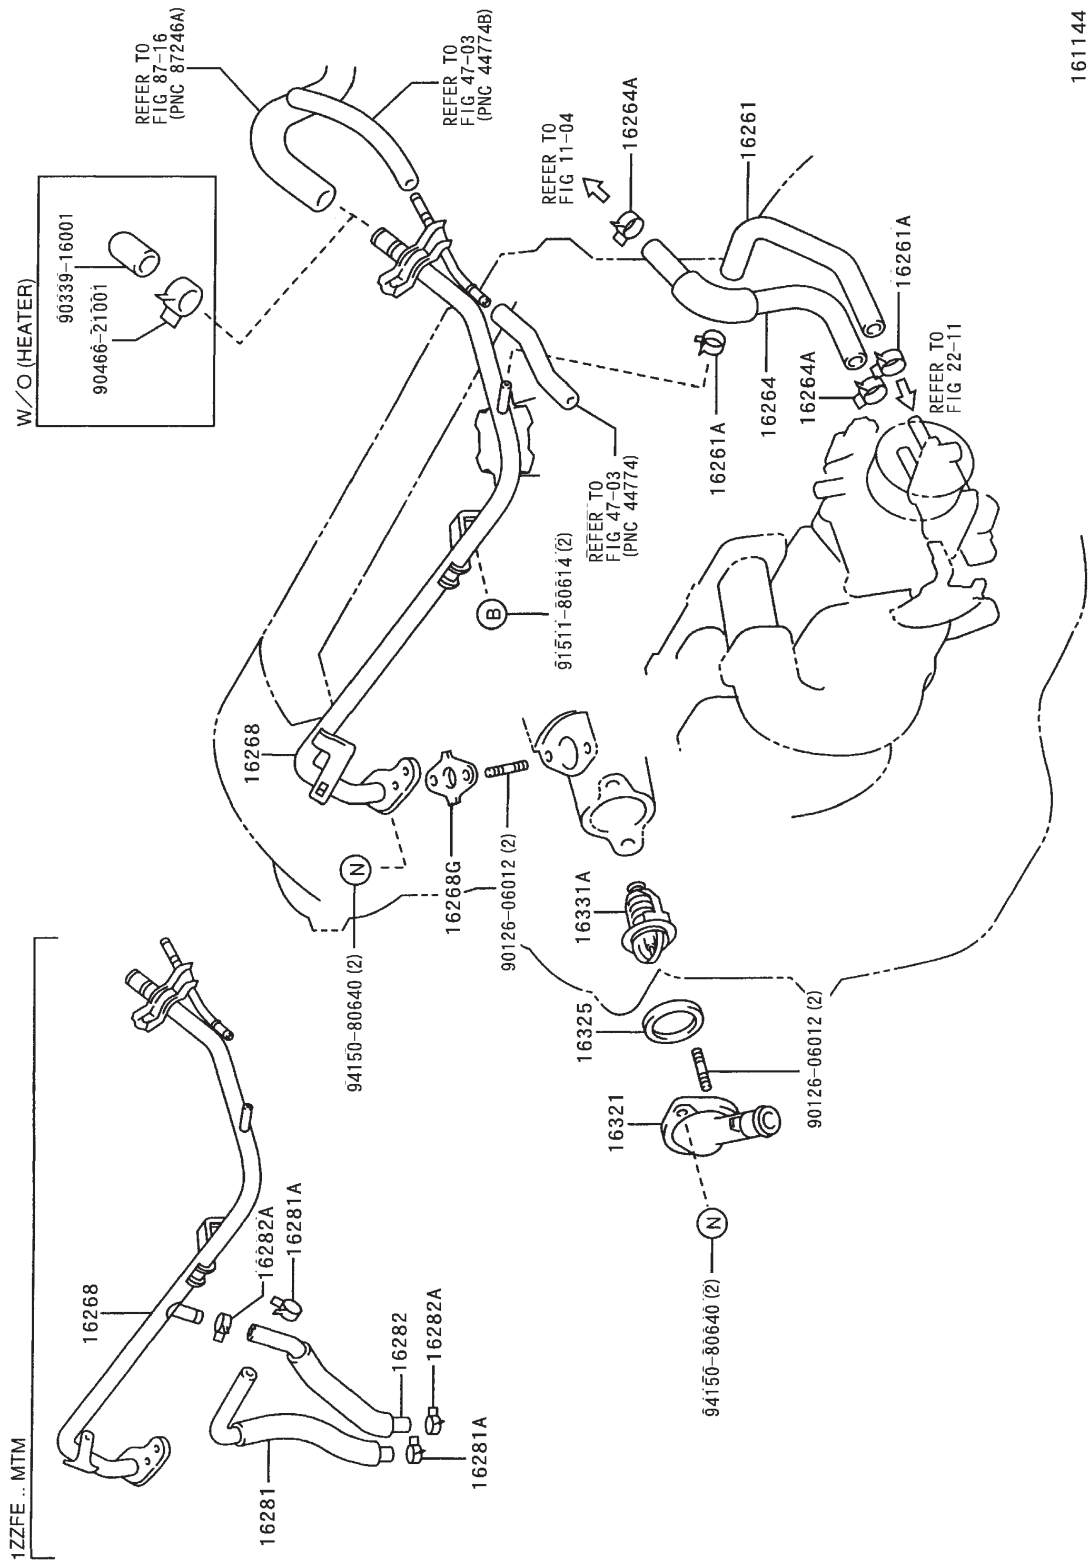 1ZZFE .. MTM
16268
16282A
16281A
16282
16282A
16281A
16281
W/O (HEATER)
90339-16001
90466-21001
REFER TO
FIG 87-16
(PNC 87246A)
REFER TO
FIG 47-03
(PNC 44774B)
REFER TO
FIG 11-04
16264A
16261
16261A
REFER TO
FIG 22-11
16264A
16264
16261A
REFER TO
FIG 47-03
(PNC 44774)
91511-80614 (2)
B
16268
N
94150-80640 (2)
16268G
90126-06012 (2)
16331A
16325
90126-06012 (2)
16321
N
94150-80640 (2)
161144